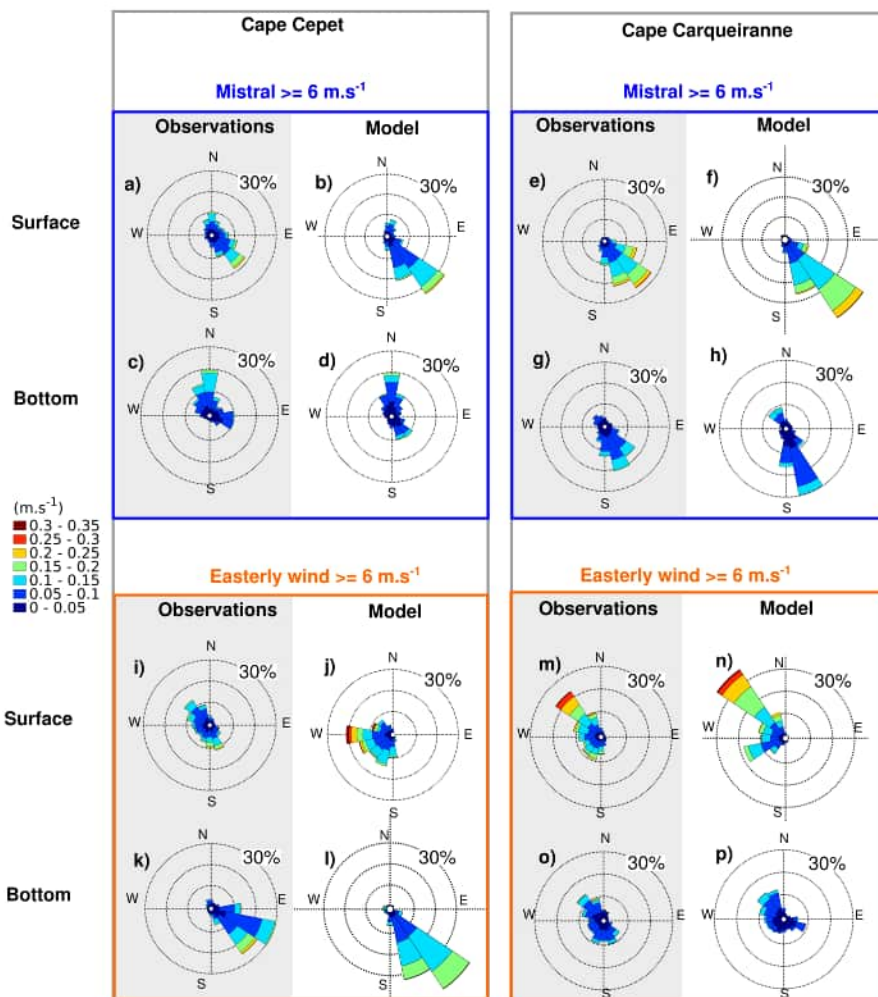 Cape Cepet
Cape Carqueiranne
Mistral >= 6 m.s⁻¹
Mistral >= 6 m.s⁻¹
Observations
Model
Observations
Model
Surface
a)
N
30%
W
E
S
b)
N
30%
E
S
e)
N
30%
W
E
S
f)
N
30%
W
E
S
Bottom
c)
N
30%
W
E
S
d)
N
30%
W
E
S
g)
N
30%
W
E
S
h)
N
30%
W
E
S
(m.s⁻¹)
0.3 - 0.35
0.25 - 0.3
0.2 - 0.25
0.15 - 0.2
0.1 - 0.15
0.05 - 0.1
0 - 0.05
Easterly wind >= 6 m.s⁻¹
Easterly wind >= 6 m.s⁻¹
Observations
Model
Observations
Model
Surface
i)
N
30%
W
E
S
j)
N
30%
W
E
S
m)
N
30%
W
E
S
n)
N
30%
W
E
S
Bottom
k)
N
30%
W
E
S
l)
N
30%
W
E
S
o)
N
30%
W
E
S
p)
N
30%
W
E
S